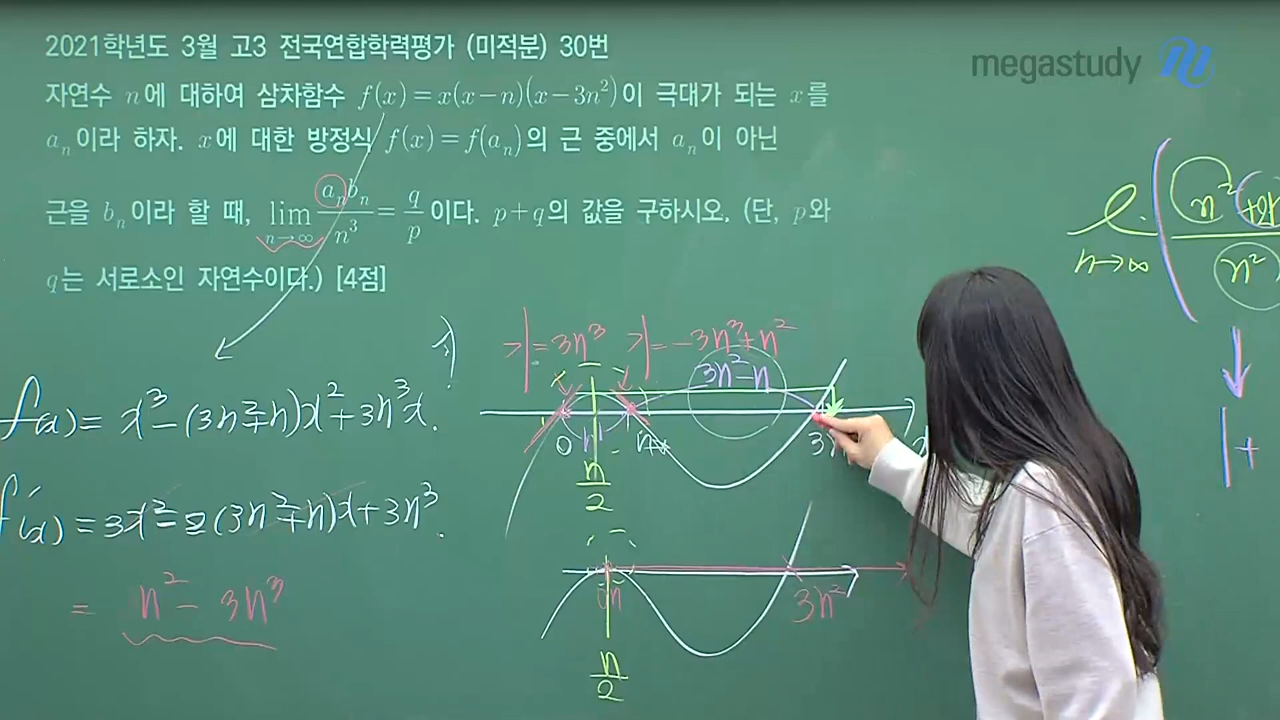 2021학년도 3월 고3 전국연합학력평가 (미적분) 30번
megastudy
자연수 n에 대하여 삼차함수 f(x)=x(x-n)(x-3n²)이 극대가 되는 x를
aₙ이라 하자. x에 대한 방정식 f(x)=f(aₙ)의 근 중에서 aₙ이 아닌
근을 bₙ이라 할 때, lim n→∞ aₙbₙ/n³ = q/p 이다. p+q의 값을 구하시오. (단, p와
q는 서로소인 자연수이다.) [4점]
n→∞
n²
n²
1+
f(x)= x³-(3n²+n)x²+3n³x.
f'(x)=3x²-2(3n²+n)x+3n³.
= n²-3n³
기=3n³
기=-3n³+n²
3n²-n
0
n
n
n/2
3n²
n/2